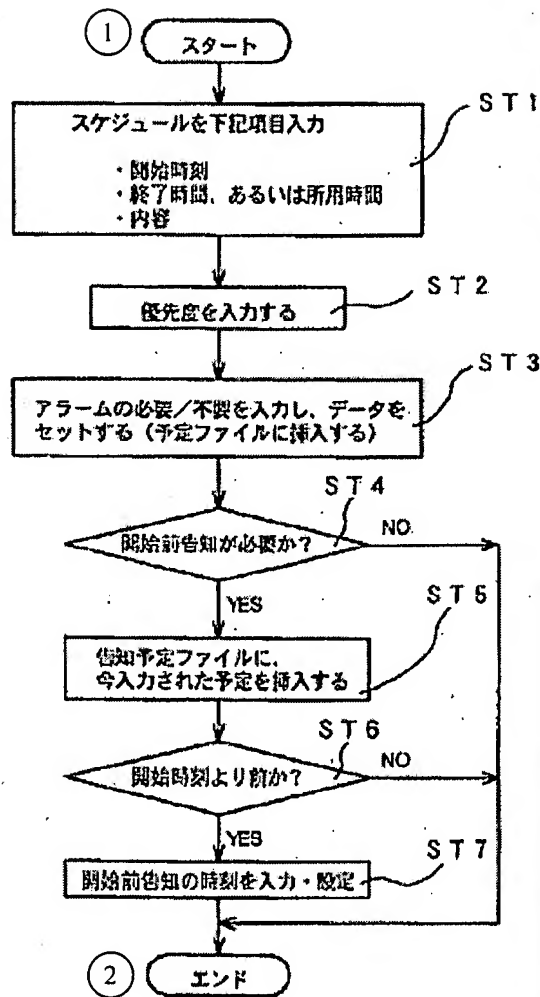 1
スタート
ST1
スケジュールを下記項目入力
・開始時刻
・終了時間、あるいは所用時間
・内容
ST2
優先度を入力する
ST3
アラームの必要/不要を入力し、データを
セットする(予定ファイルに挿入する)
ST4
開始前告知が必要か?
NO
YES
ST5
告知予定ファイルに、
今入力された予定を挿入する
ST6
開始時刻より前か?
NO
YES
ST7
開始前告知の時刻を入力・設定
2
エンド